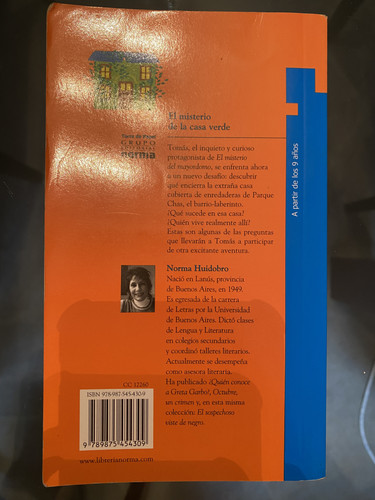 El misterio
de la casa verde
Torre de Papel
GRUPO
EDITORIAL
norma
Tomás, el inquieto y curioso
protagonista de El misterio
del mayordomo, se enfrenta ahora
a un nuevo desafío: descubrir
qué encierra la extraña casa
cubierta de enredaderas de Parque
Chas, el barrio-laberinto.
¿Qué sucede en esa casa?
¿Quién vive realmente allí?
Estas son algunas de las preguntas
que llevarán a Tomás a participar
de otra excitante aventura.
Norma Huidobro
Nació en Lanús, provincia
de Buenos Aires, en 1949.
Es egresada de la carrera
de Letras por la Universidad
de Buenos Aires. Dictó clases
de Lengua y Literatura
en colegios secundarios
y coordinó talleres literarios.
Actualmente se desempeña
como asesora literaria.
Ha publicado ¿Quién conoce
a Greta Garbo?, Octubre,
un crimen y, en esta misma
colección: El sospechoso
viste de negro.
CC 12260
ISBN 978-987-545-430-9
9 789875 454309
www.librerianorma.com
A partir de los 9 años